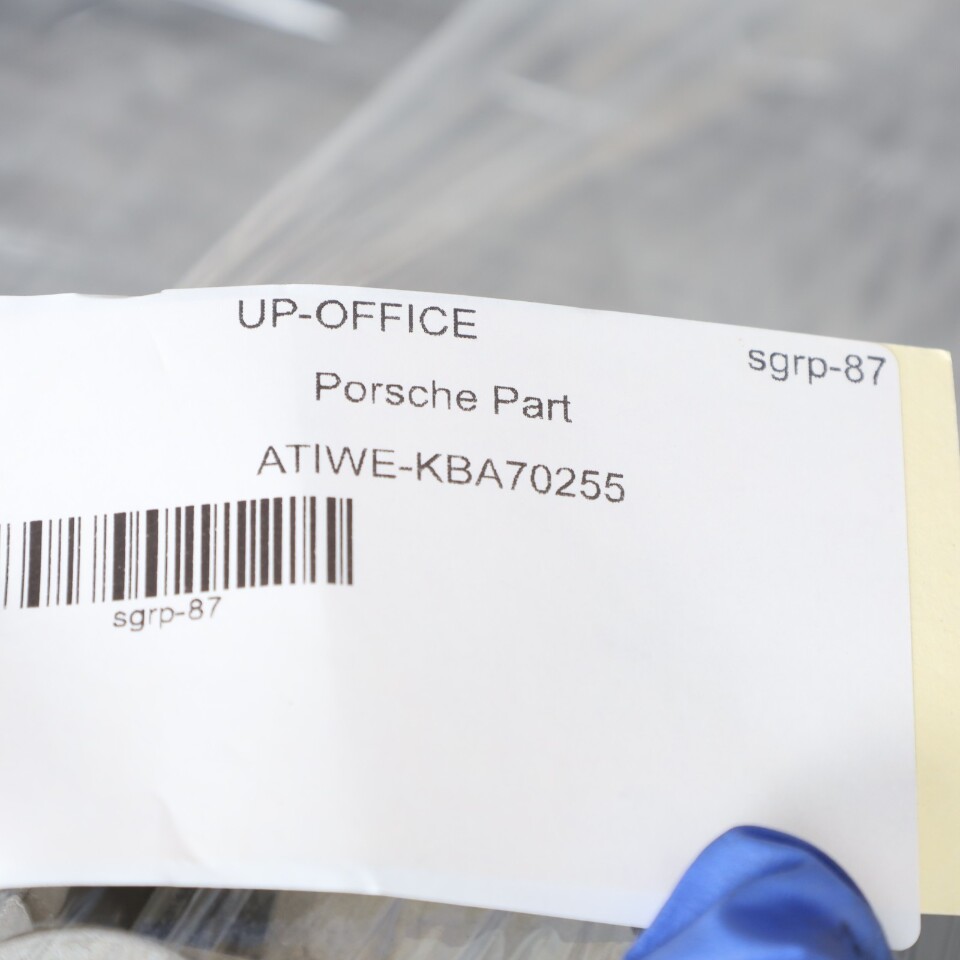 UP-OFFICE
sgrp-87
Porsche Part
ATIWE-KBA70255
sgrp-87